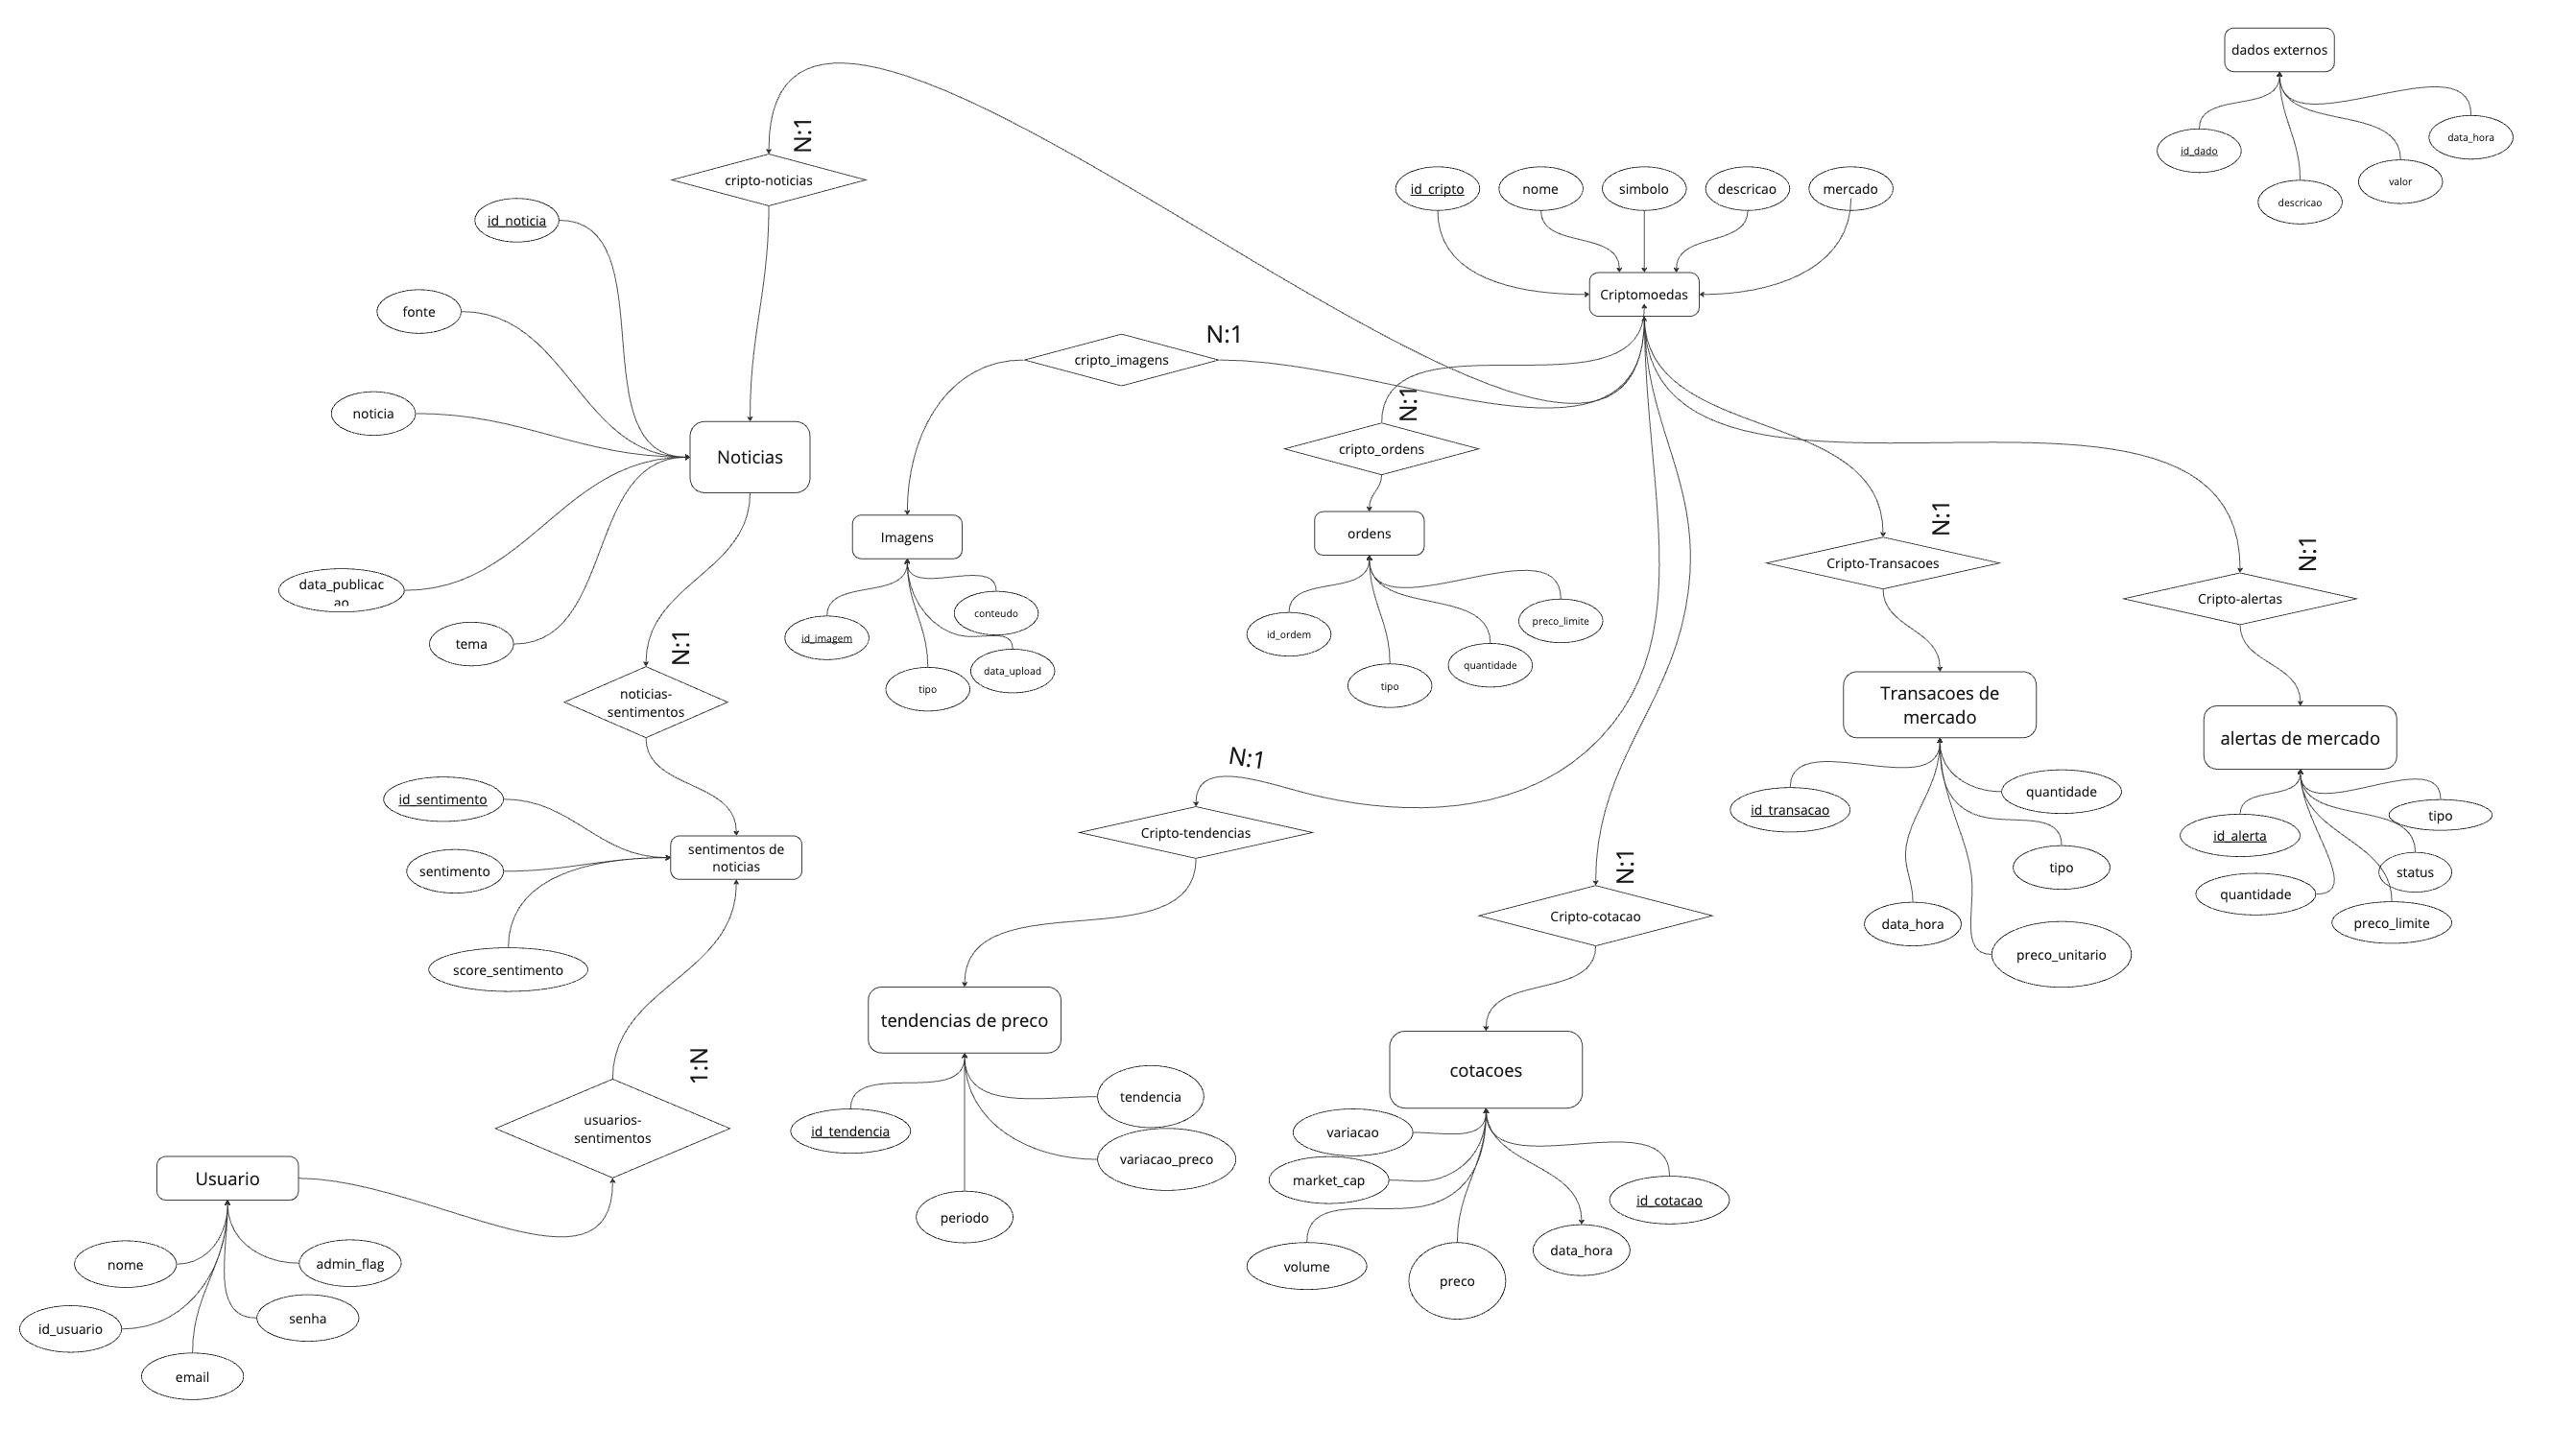 dados externos
id_dado
descricao
valor
data_hora
N:1
cripto-noticias
id_cripto
nome
simbolo
descricao
mercado
Criptomoedas
id_noticia
fonte
noticia
data_publicac
ao
tema
Noticias
N:1
cripto_imagens
Imagens
id_imagem
tipo
data_upload
conteudo
N:1
cripto_ordens
ordens
id_ordem
tipo
quantidade
preco_limite
N:1
Cripto-Transacoes
Transacoes de
mercado
id_transacao
data_hora
preco_unitario
tipo
quantidade
N:1
Cripto-alertas
alertas de mercado
id_alerta
quantidade
preco_limite
status
tipo
N:1
noticias-
sentimentos
sentimentos de
noticias
id_sentimento
sentimento
score_sentimento
N:1
Cripto-tendencias
tendencias de preco
id_tendencia
periodo
variacao_preco
tendencia
N:1
Cripto-cotacao
cotacoes
variacao
market_cap
volume
preco
data_hora
id_cotacao
1:N
usuarios-
sentimentos
Usuario
nome
id_usuario
email
senha
admin_flag